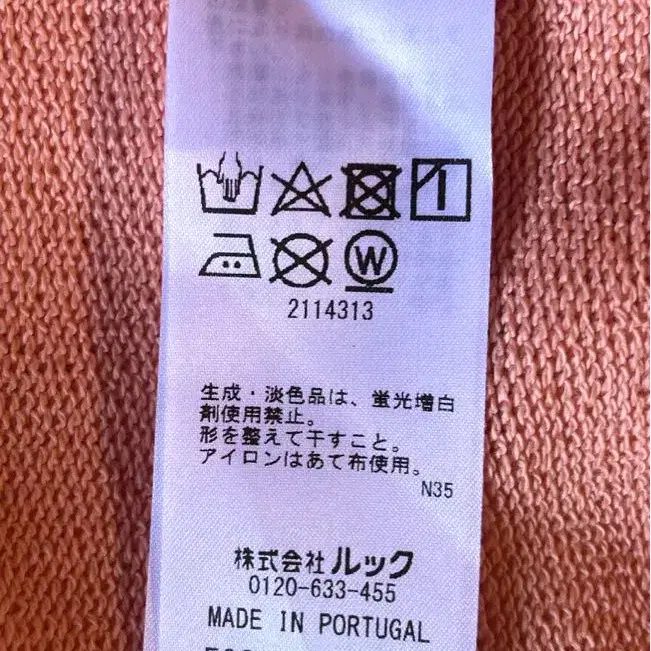 W
2114313
生成・淡色品は、蛍光増白
剤使用禁止。
形を整えて干すこと。
アイロンはあて布使用。
N35
株式会社 ルック
0120-633-455
MADE IN PORTUGAL